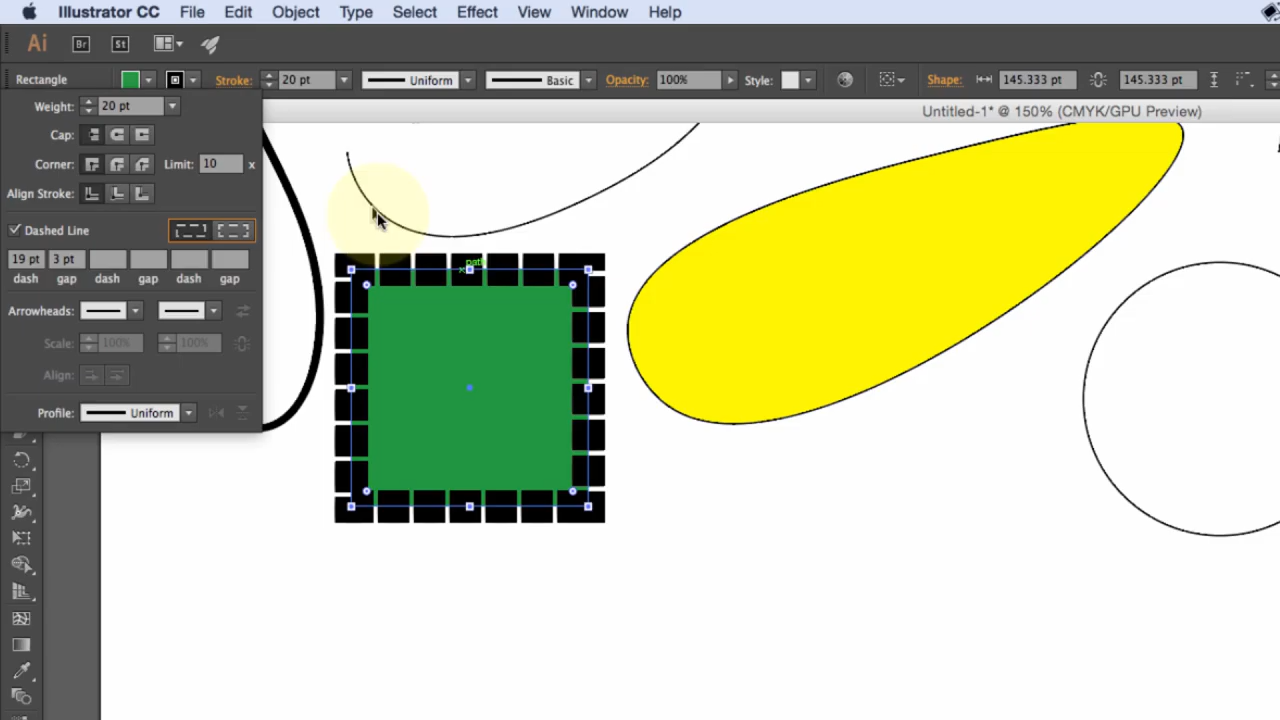 Illustrator CC File Edit Object Type Select Effect View Window Help
Ai Br St
Rectangle Stroke: 20 pt Uniform Basic Opacity: 100% Style: Shape: 145.333 pt 145.333 pt
Untitled-1* @ 150% (CMYK/GPU Preview)
Weight: 20 pt
Cap:
Corner: Limit: 10 x
Align Stroke:
Dashed Line
19 pt 3 pt
dash gap dash gap dash gap
Arrowheads:
Scale: 100% 100%
Align:
Profile: Uniform
path